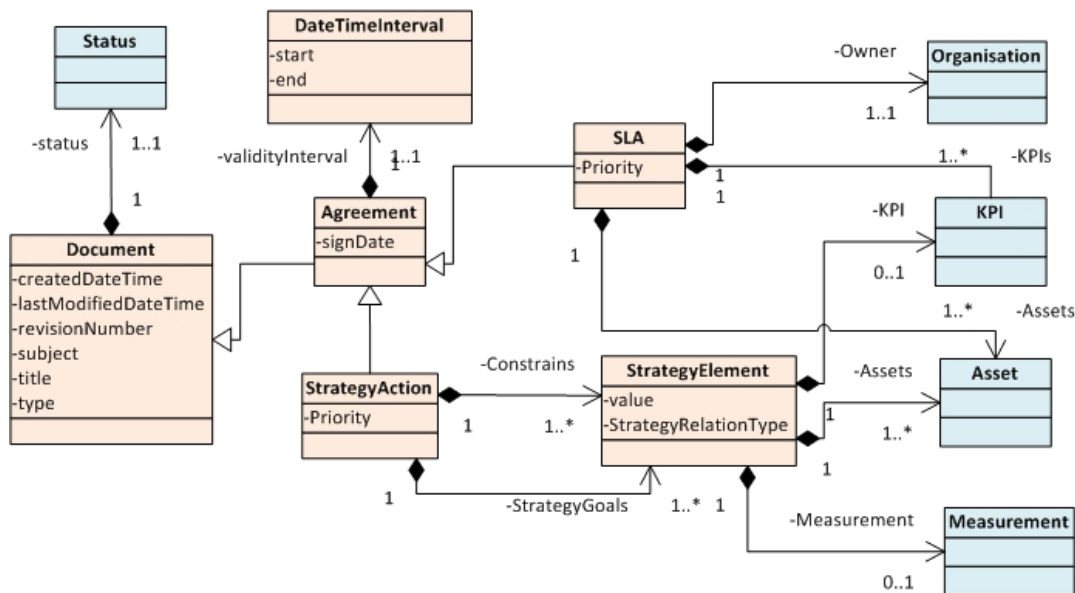 DateTimeInterval
-start
-end
Status
-status
1..1
1
-validityInterval
1..1
1
Organisation
-Owner
1..1
SLA
-Priority
1
1
1..*
-KPIs
KPI
-KPI
0..1
1
Agreement
-signDate
Document
-createdDateTime
-lastModifiedDateTime
-revisionNumber
-subject
-title
-type
1..*
-Assets
StrategyAction
-Priority
-Constrains
1
1..*
StrategyElement
-value
-StrategyRelationType
-Assets
1
1..*
Asset
1
1
-StrategyGoals
1..*
1
-Measurement
0..1
Measurement